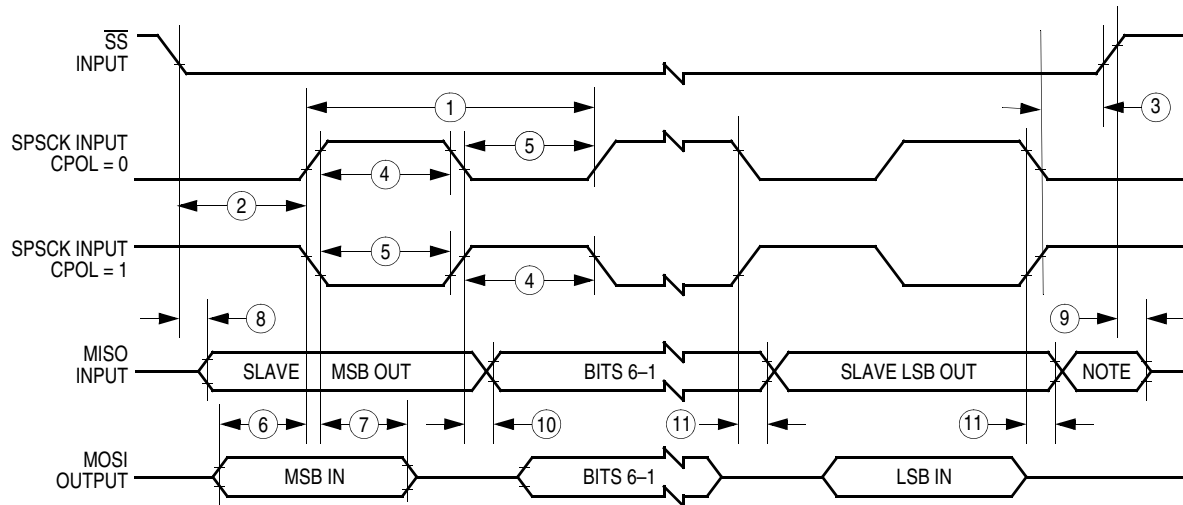 S̅S̅
INPUT
1
3
SPSCK INPUT
CPOL = 0
5
4
2
SPSCK INPUT
CPOL = 1
5
4
8
9
MISO
INPUT
SLAVE MSB OUT
BITS 6–1
SLAVE LSB OUT
NOTE
6
7
10
11
11
MOSI
OUTPUT
MSB IN
BITS 6–1
LSB IN